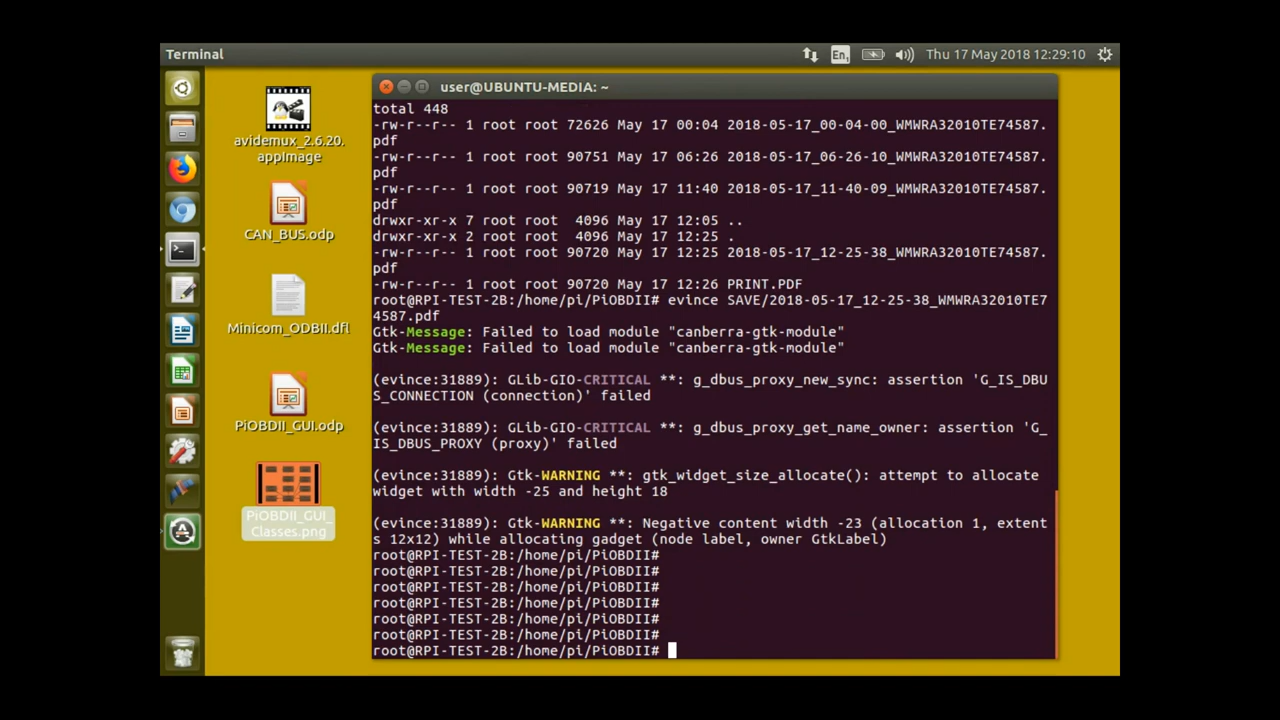 Terminal
En1
Thu 17 May 2018 12:29:10
avidemux_2.6.20.
appImage
CAN_BUS.odp
Minicom_ODBII.dfl
PiOBDII_GUI.odp
PiOBDII_GUI_
Classes.png
user@UBUNTU-MEDIA: ~
total 448
-rw-r--r-- 1 root root 72626 May 17 00:04 2018-05-17_00-04-00_WMWRA32010TE74587.
pdf
-rw-r--r-- 1 root root 90751 May 17 06:26 2018-05-17_06-26-10_WMWRA32010TE74587.
pdf
-rw-r--r-- 1 root root 90719 May 17 11:40 2018-05-17_11-40-09_WMWRA32010TE74587.
pdf
drwxr-xr-x 7 root root  4096 May 17 12:05 ..
drwxr-xr-x 2 root root  4096 May 17 12:25 .
-rw-r--r-- 1 root root 90720 May 17 12:25 2018-05-17_12-25-38_WMWRA32010TE74587.
pdf
-rw-r--r-- 1 root root 90720 May 17 12:26 PRINT.PDF
root@RPI-TEST-2B:/home/pi/PiOBDII# evince SAVE/2018-05-17_12-25-38_WMWRA32010TE7
4587.pdf
Gtk-Message: Failed to load module "canberra-gtk-module"
Gtk-Message: Failed to load module "canberra-gtk-module"
(evince:31889): GLib-GIO-CRITICAL **: g_dbus_proxy_new_sync: assertion 'G_IS_DBU
S_CONNECTION (connection)' failed
(evince:31889): GLib-GIO-CRITICAL **: g_dbus_proxy_get_name_owner: assertion 'G_
IS_DBUS_PROXY (proxy)' failed
(evince:31889): Gtk-WARNING **: gtk_widget_size_allocate(): attempt to allocate
widget with width -25 and height 18
(evince:31889): Gtk-WARNING **: Negative content width -23 (allocation 1, extent
s 12x12) while allocating gadget (node label, owner GtkLabel)
root@RPI-TEST-2B:/home/pi/PiOBDII#
root@RPI-TEST-2B:/home/pi/PiOBDII#
root@RPI-TEST-2B:/home/pi/PiOBDII#
root@RPI-TEST-2B:/home/pi/PiOBDII#
root@RPI-TEST-2B:/home/pi/PiOBDII#
root@RPI-TEST-2B:/home/pi/PiOBDII#
root@RPI-TEST-2B:/home/pi/PiOBDII#